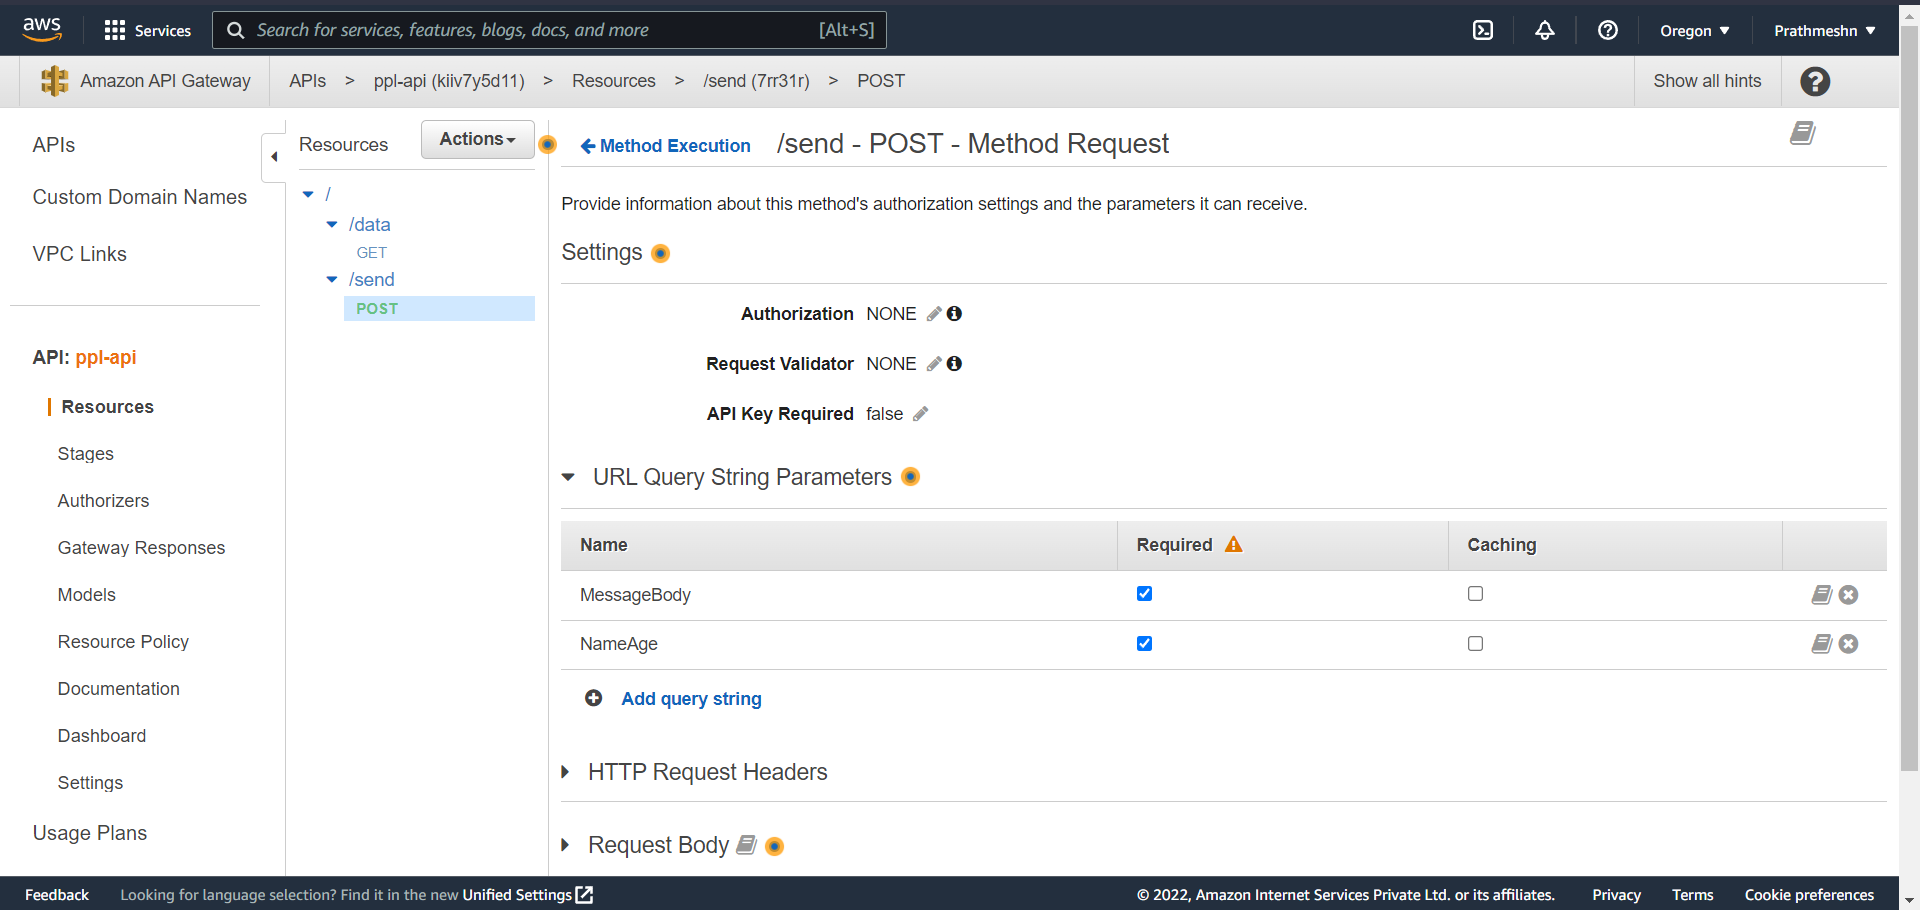 aws Services Search for services, features, blogs, docs, and more [Alt+S] Oregon Prathmeshn
Amazon API Gateway APIs > ppl-api (kiiv7y5d11) > Resources > /send (7rr31r) > POST Show all hints
APIs
Custom Domain Names
VPC Links
API: ppl-api
Resources
Stages
Authorizers
Gateway Responses
Models
Resource Policy
Documentation
Dashboard
Settings
Usage Plans
Resources Actions
/
/data
GET
/send
POST
Method Execution /send - POST - Method Request
Provide information about this method's authorization settings and the parameters it can receive.
Settings
Authorization NONE
Request Validator NONE
API Key Required false
URL Query String Parameters
Name Required Caching
MessageBody
NameAge
Add query string
HTTP Request Headers
Request Body
Feedback Looking for language selection? Find it in the new Unified Settings © 2022, Amazon Internet Services Private Ltd. or its affiliates. Privacy Terms Cookie preferences